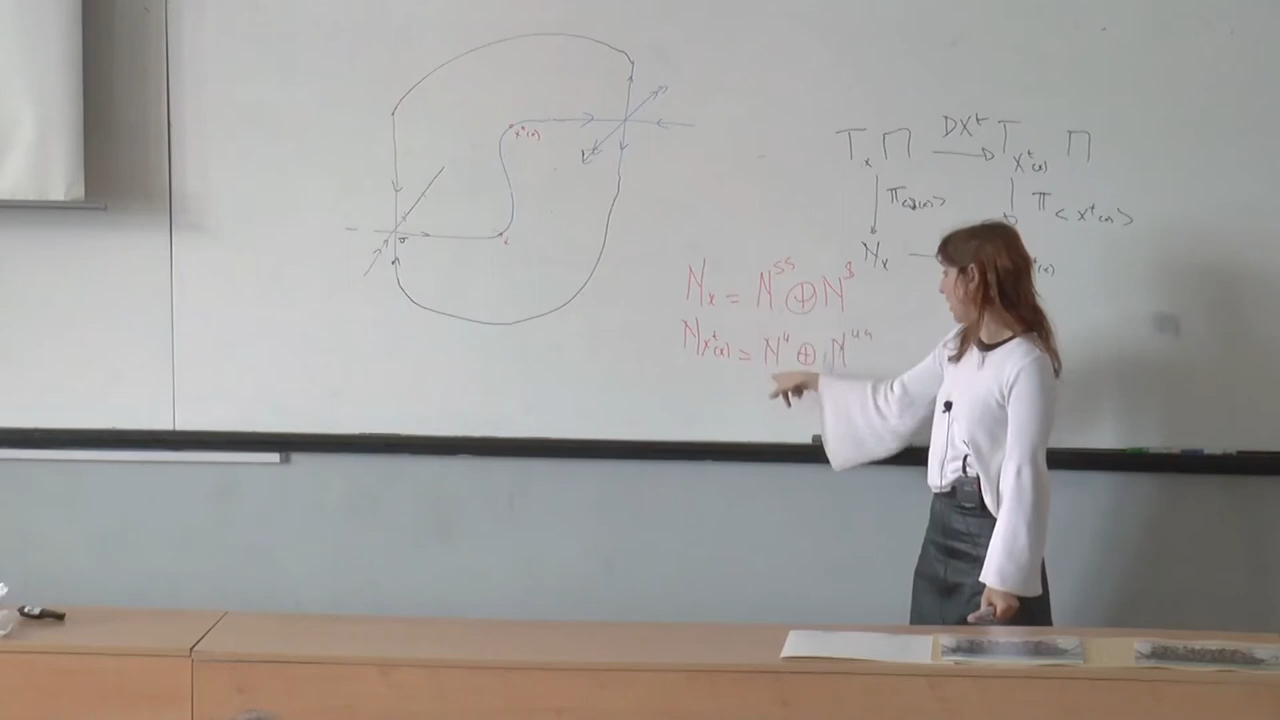 X^t(x)
σ
x
T_x M DX^t T_{X^t(x)} M
Π_{<X(x)>} Π_{<X^t(x)>}
N_x
N_x = N^{ss} ⊕ N^s
N_{X^t(x)} = N^u ⊕ N^{uu}